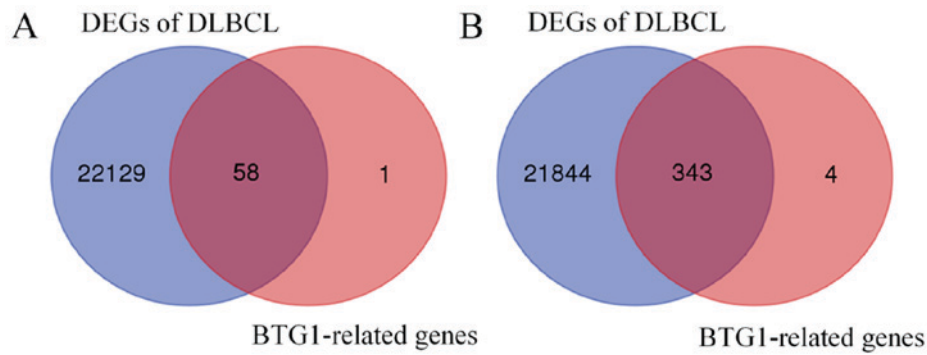 A
DEGs of DLBCL
22129
58
1
BTG1-related genes
B
DEGs of DLBCL
21844
343
4
BTG1-related genes